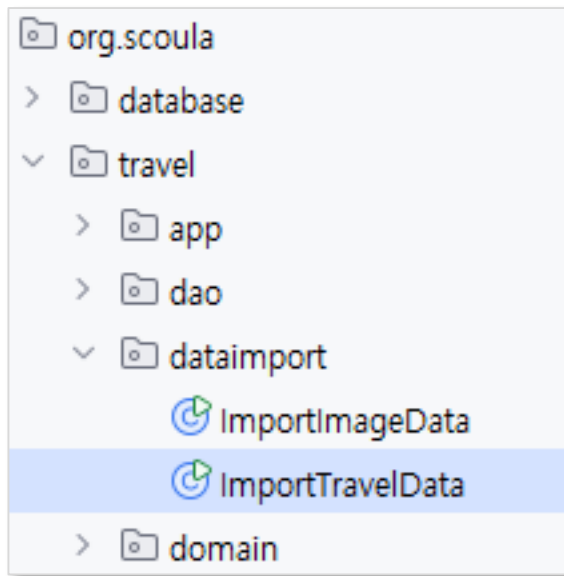 org.scoula
database
travel
app
dao
dataimport
ImportImageData
ImportTravelData
domain